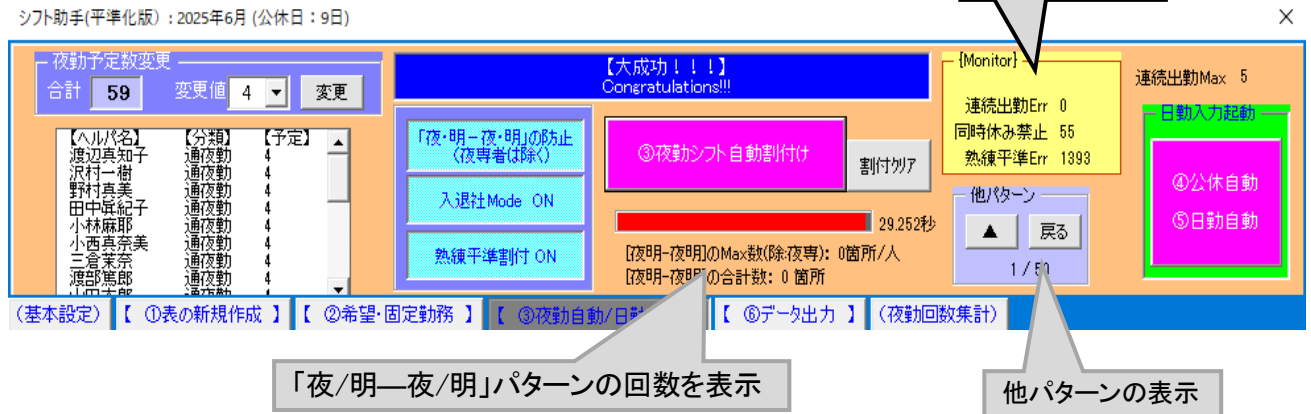 シフト助手(平準化版) : 2025年6月 (公休日：9日)
夜勤予定数変更
合計 59 変更値 4 変更
【ヘルパ名】 【分類】 【予定】
渡辺真知子 通夜勤 4
沢村一樹 通夜勤 4
野村真美 通夜勤 4
田中眞紀子 通夜勤 4
小林麻耶 通夜勤 4
小西真奈美 通夜勤 4
三倉茉奈 通夜勤 4
渡部篤郎 通夜勤 4
【大成功！！！】
Congratulations!!!
「夜・明－夜・明」の防止
(夜専者は除く)
入退社Mode ON
熟練平準割付 ON
③夜勤シフト自動割付け
割付クリア
29.252秒
[夜明-夜明]のMax数(除:夜専)： 0箇所/人
[夜明-夜明]の合計数： 0 箇所
{Monitor}
連続出勤Err 0
同時休み禁止 55
熟練平準Err 1393
他パターン
▲ 戻る
1 / 50
連続出勤Max 5
日勤入力起動
④公休自動
⑤日勤自動
(基本設定) 【 ①表の新規作成 】 【 ②希望・固定勤務 】 【 ③夜勤自動/日勤 【 ⑥データ出力 】 (夜勤回数集計)
「夜/明―夜/明」パターンの回数を表示
他パターンの表示